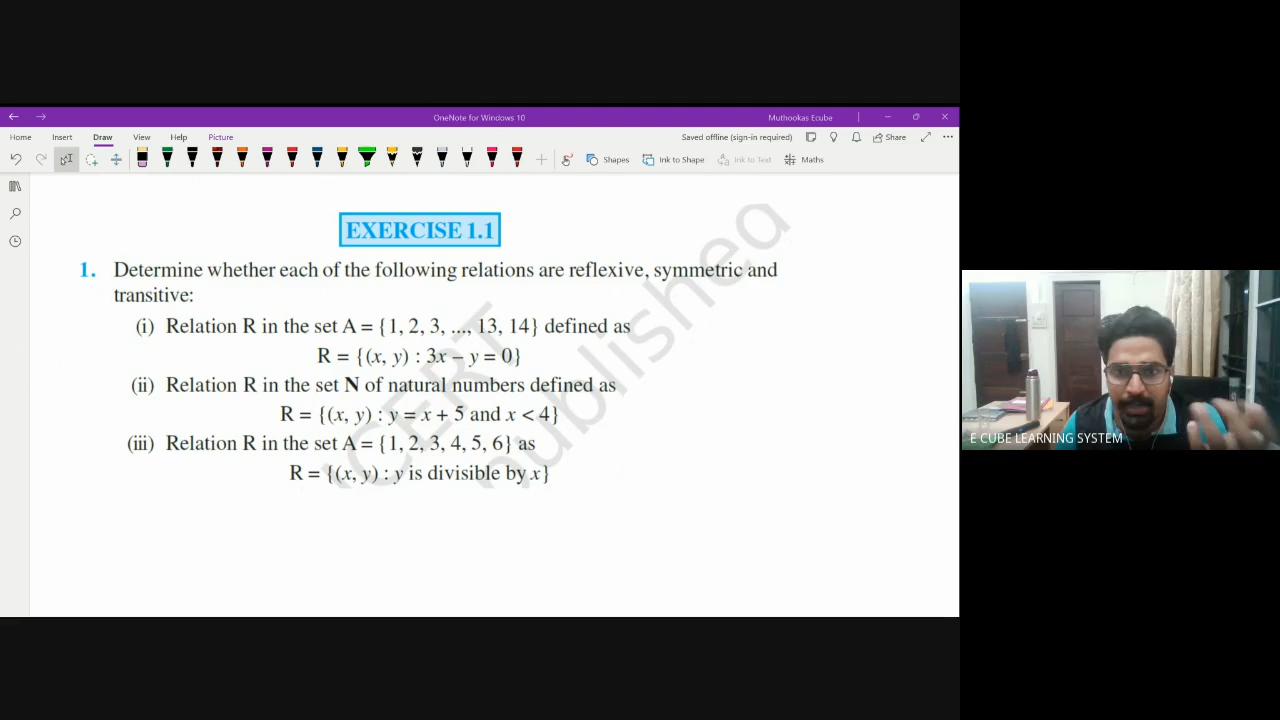 OneNote for Windows 10
Muthookas Ecube
Home Insert Draw View Help Picture
Saved offline (sign-in required)
Share
Shapes
Ink to Shape
Ink to Text
Maths
EXERCISE 1.1
1. Determine whether each of the following relations are reflexive, symmetric and
transitive:
(i) Relation R in the set A = {1, 2, 3, ..., 13, 14} defined as
R = {(x, y) : 3x – y = 0}
(ii) Relation R in the set N of natural numbers defined as
R = {(x, y) : y = x + 5 and x < 4}
(iii) Relation R in the set A = {1, 2, 3, 4, 5, 6} as
R = {(x, y) : y is divisible by x}
published
E CUBE LEARNING SYSTEM